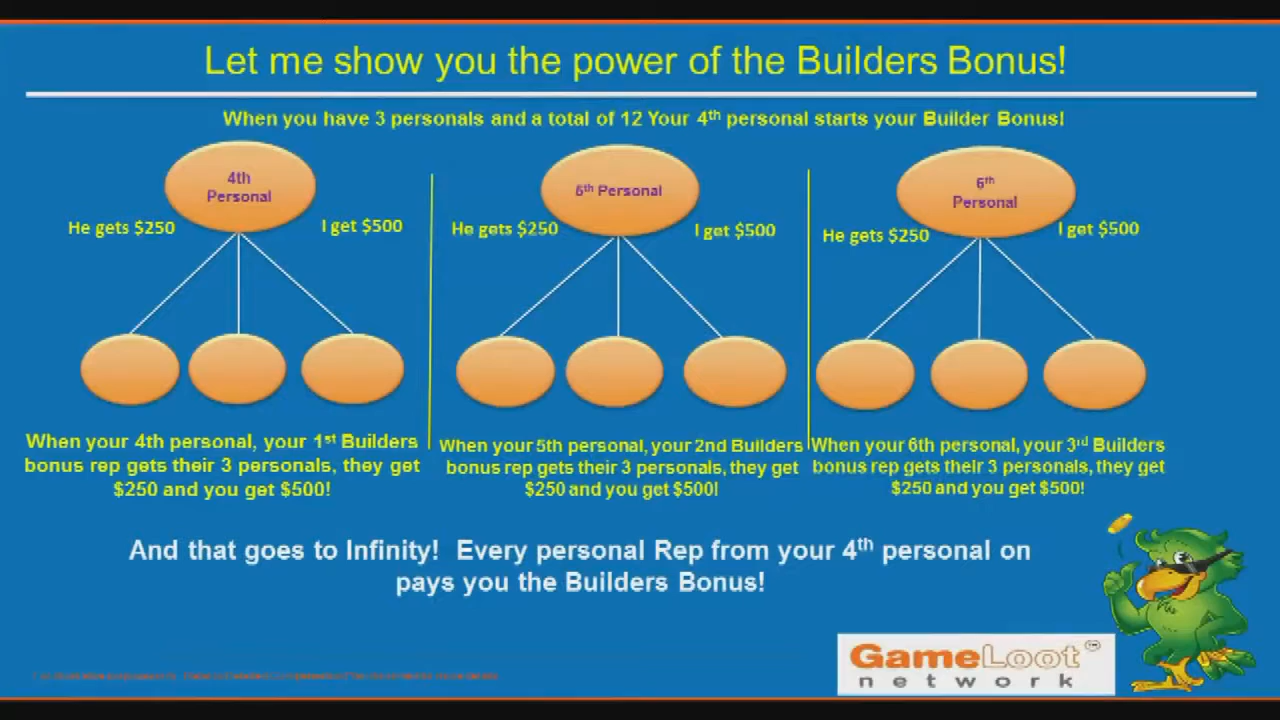 Let me show you the power of the Builders Bonus!
When you have 3 personals and a total of 12 Your 4th personal starts your Builder Bonus!
4th
Personal
He gets $250
I get $500
5th Personal
He gets $250
I get $500
6th
Personal
He gets $250
I get $500
When your 4th personal, your 1st Builders
bonus rep gets their 3 personals, they get
$250 and you get $500!
When your 5th personal, your 2nd Builders
bonus rep gets their 3 personals, they get
$250 and you get $500!
When your 6th personal, your 3rd Builders
bonus rep gets their 3 personals, they get
$250 and you get $500!
And that goes to Infinity! Every personal Rep from your 4th personal on
pays you the Builders Bonus!
GameLoot™
network